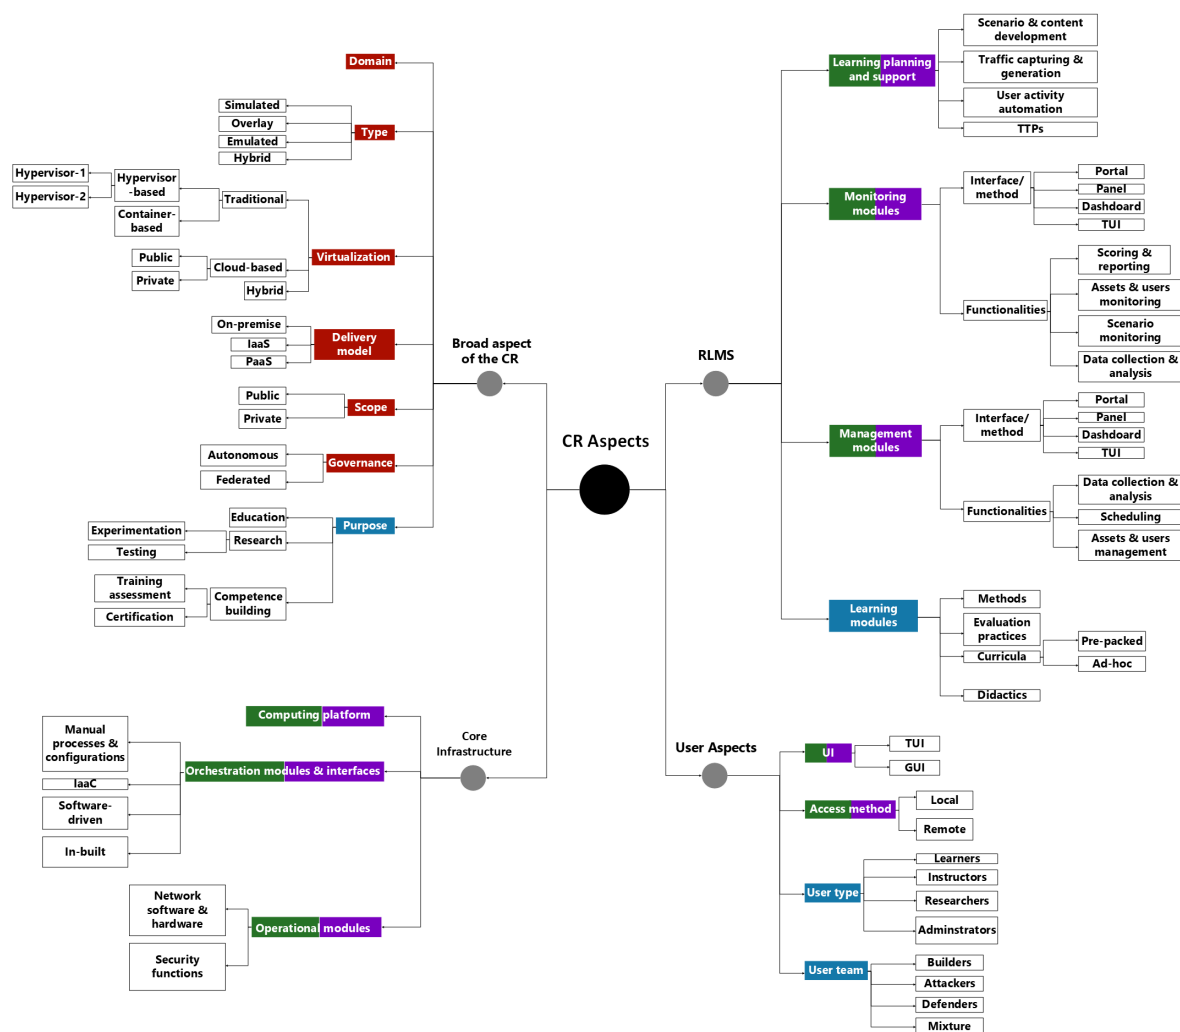 CR Aspects
Broad aspect
of the CR
Domain
Type
Simulated
Overlay
Emulated
Hybrid
Virtualization
Traditional
Hypervisor
-based
Hypervisor-1
Hypervisor-2
Container-
based
Cloud-based
Public
Private
Hybrid
Delivery
model
On-premise
IaaS
PaaS
Scope
Public
Private
Governance
Autonomous
Federated
Purpose
Education
Research
Experimentation
Testing
Competence
building
Training
assessment
Certification
Core
Infrastructure
Computing platform
Orchestration modules & interfaces
Manual
processes &
configurations
IaaC
Software-
driven
In-built
Operational modules
Network
software &
hardware
Security
functions
RLMS
Learning planning
and support
Scenario & content
development
Traffic capturing &
generation
User activity
automation
TTPs
Monitoring
modules
Interface/
method
Portal
Panel
Dashdoard
TUI
Functionalities
Scoring &
reporting
Assets & users
monitoring
Scenario
monitoring
Data collection &
analysis
Management
modules
Interface/
method
Portal
Panel
Dashdoard
TUI
Functionalities
Data collection &
analysis
Scheduling
Assets & users
management
Learning
modules
Methods
Evaluation
practices
Curricula
Pre-packed
Ad-hoc
Didactics
User Aspects
UI
TUI
GUI
Access method
Local
Remote
User type
Learners
Instructors
Researchers
Adminstrators
User team
Builders
Attackers
Defenders
Mixture